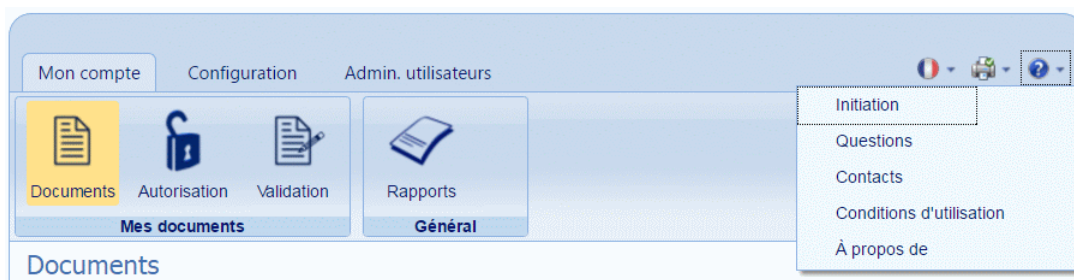 Mon compte
Configuration
Admin. utilisateurs
Initiation
Questions
Contacts
Conditions d'utilisation
À propos de
Documents
Autorisation
Validation
Rapports
Mes documents
Général
Documents